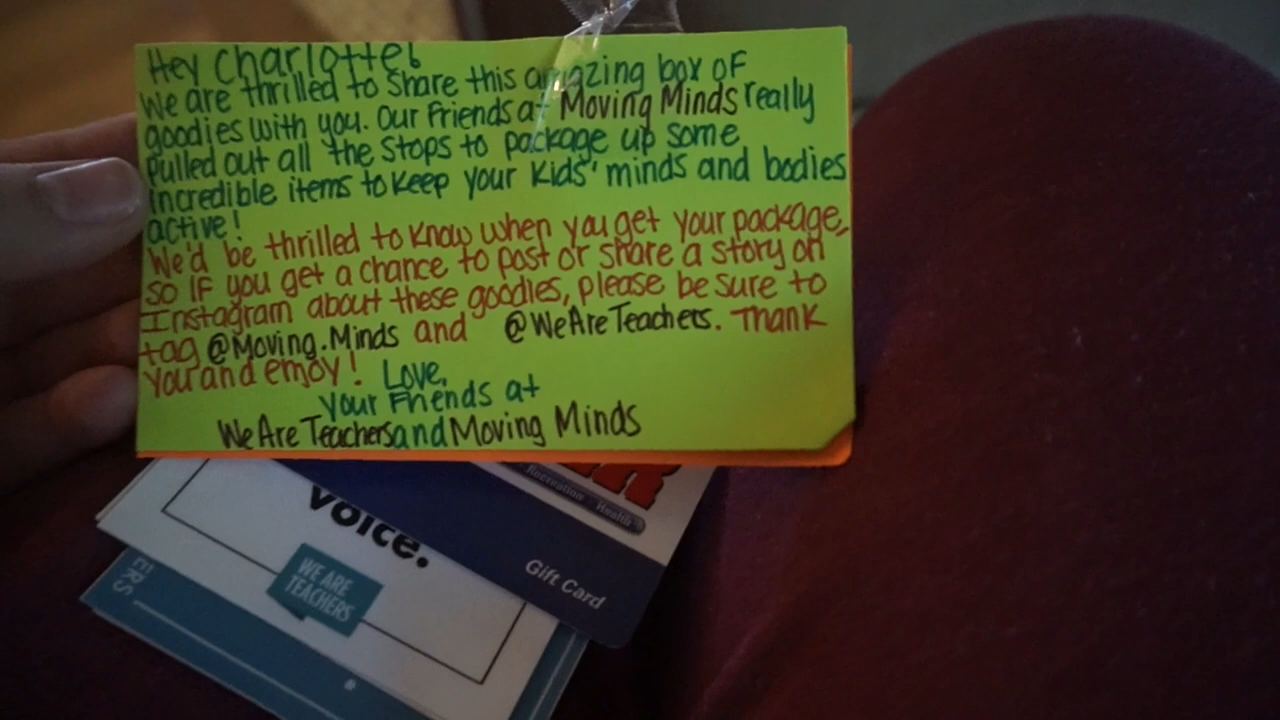 Hey Charlotte!
We are thrilled to share this amazing box of
goodies with you. Our friends at Moving Minds really
pulled out all the stops to package up some
incredible items to keep your kids' minds and bodies
active!
We'd be thrilled to know when you get your package,
so if you get a chance to post or share a story on
Instagram about these goodies, please be sure to
tag @Moving.Minds and @WeAreTeachers. Thank
you and enjoy! Love,
Your Friends at
We Are Teachers and Moving Minds
Recreation Health
voice.
Gift Card
WE ARE
TEACHERS
ERS